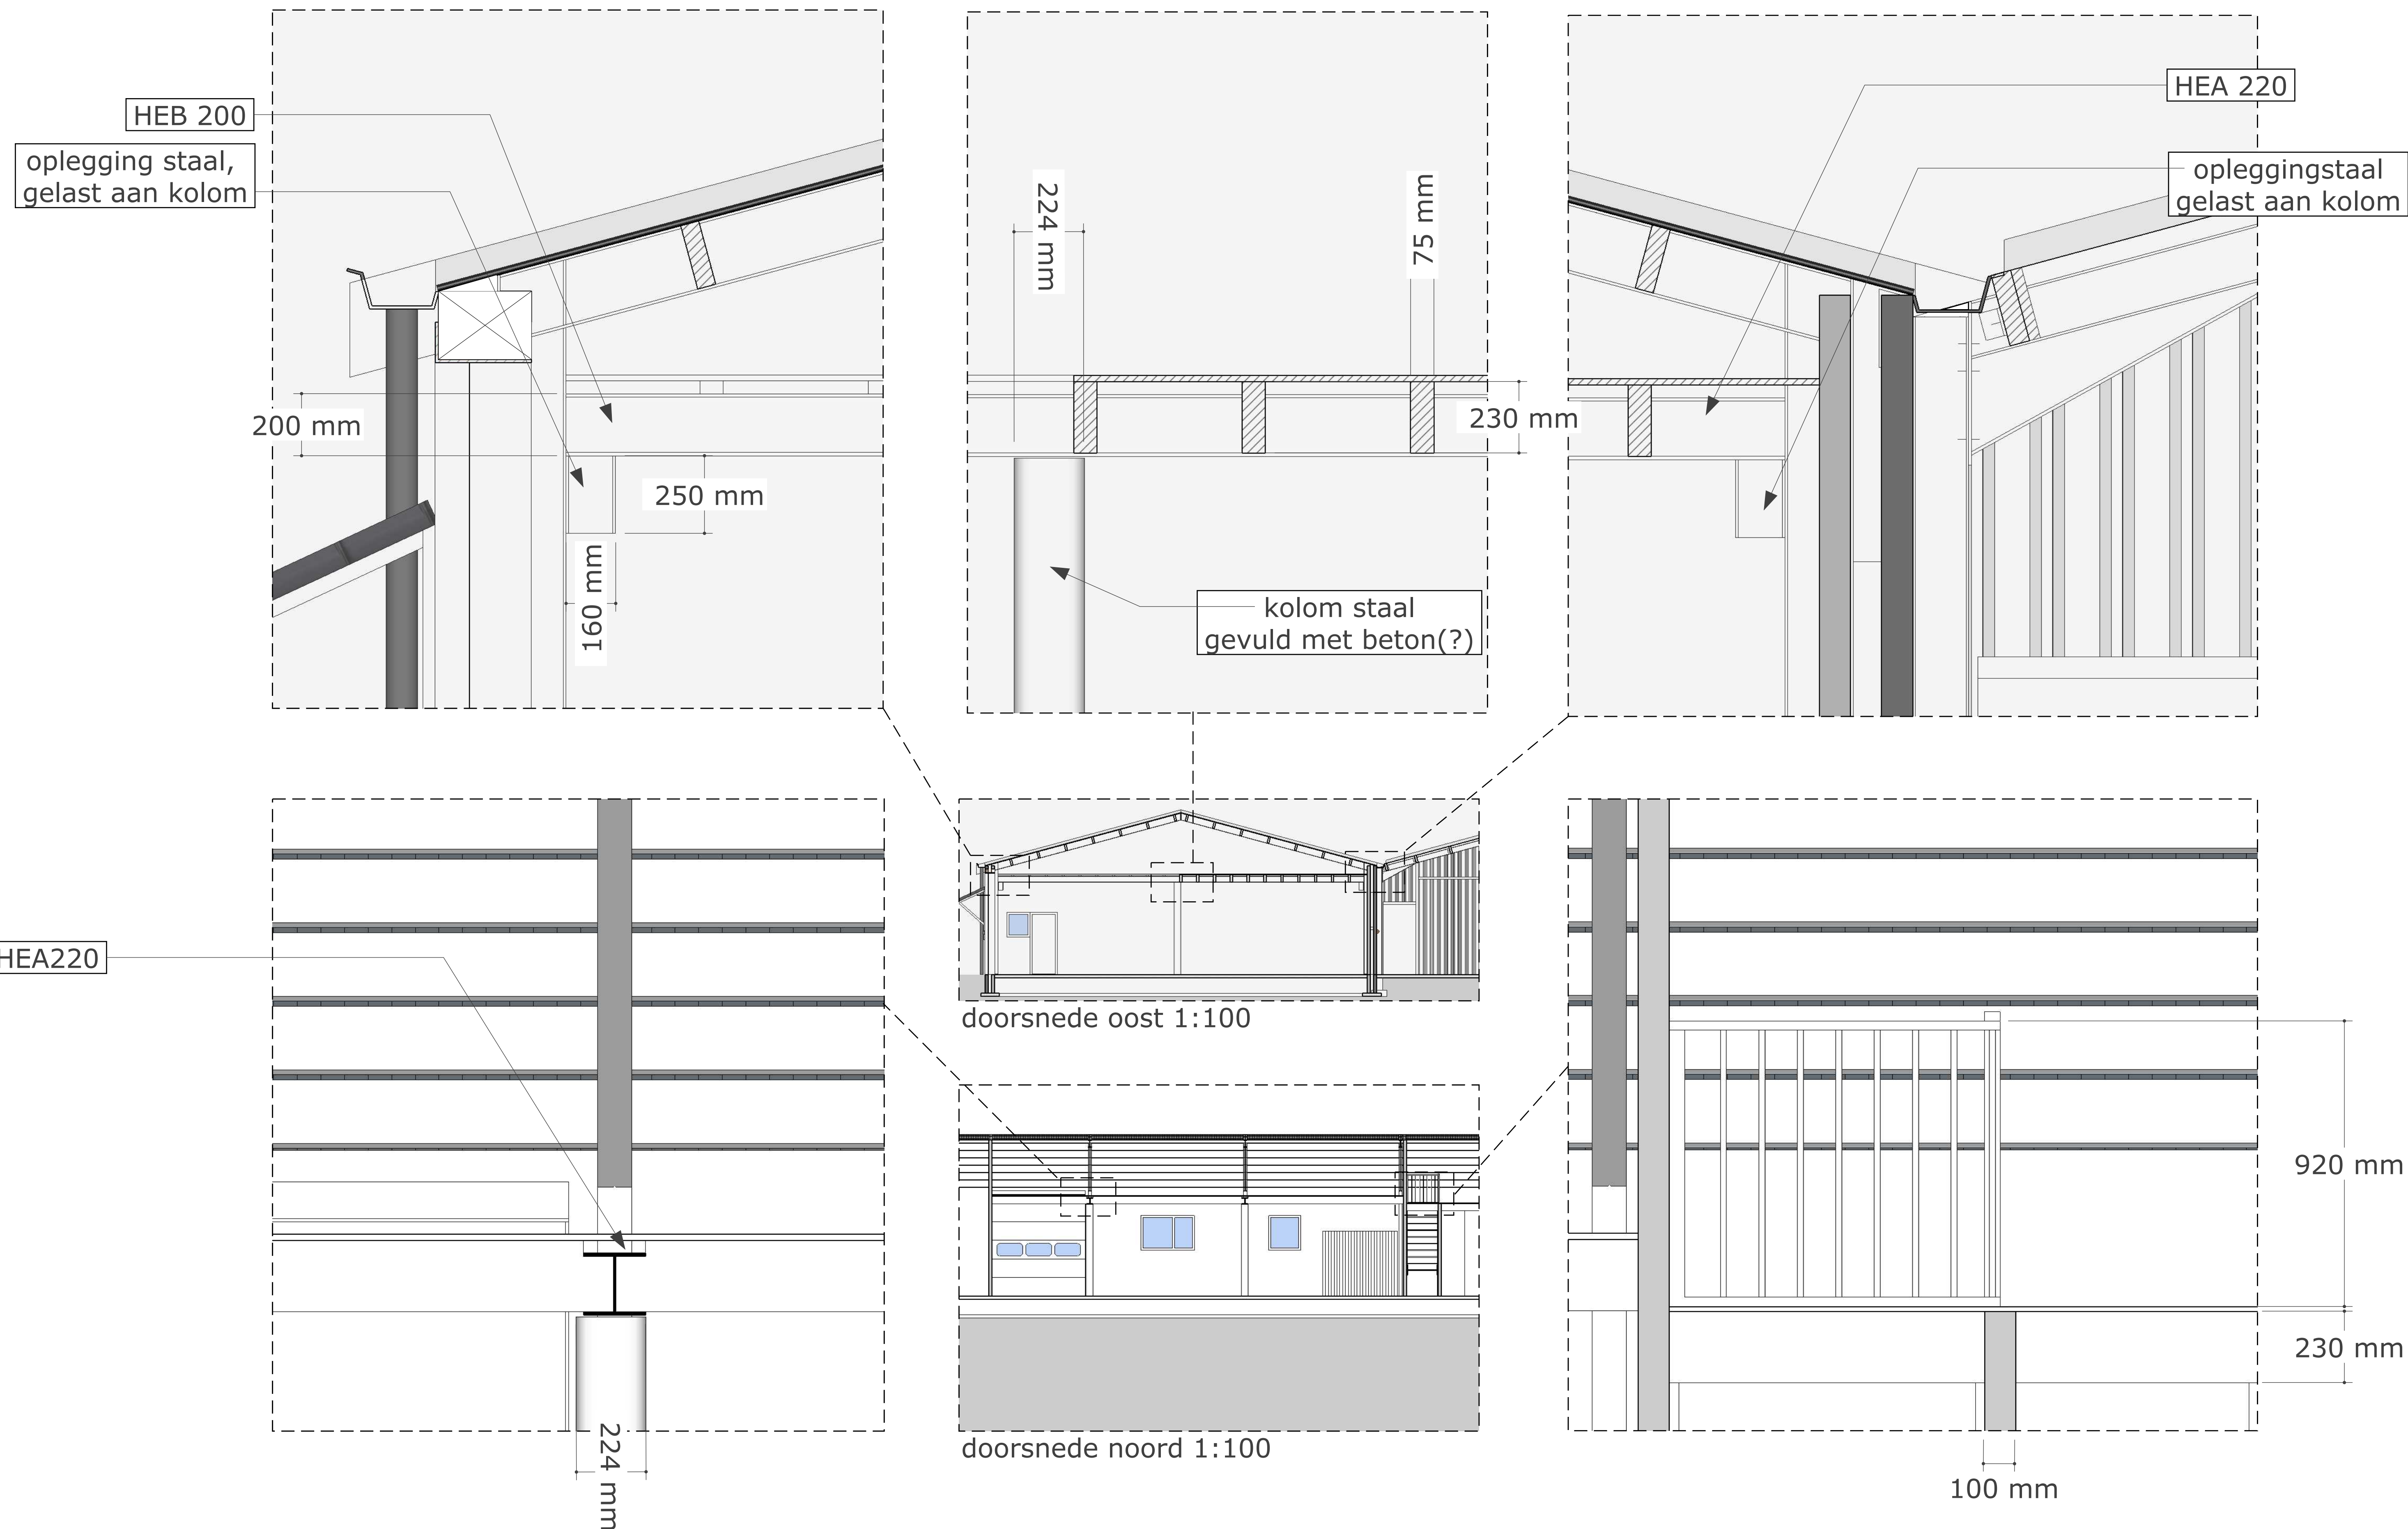 HEB 200
oplegging staal,
gelast aan kolom
200 mm
250 mm
160 mm
224 mm
75 mm
230 mm
kolom staal
gevuld met beton(?)
HEA 220
opleggingstaal
gelast aan kolom
HEA220
224 mm
doorsnede oost 1:100
doorsnede noord 1:100
920 mm
230 mm
100 mm